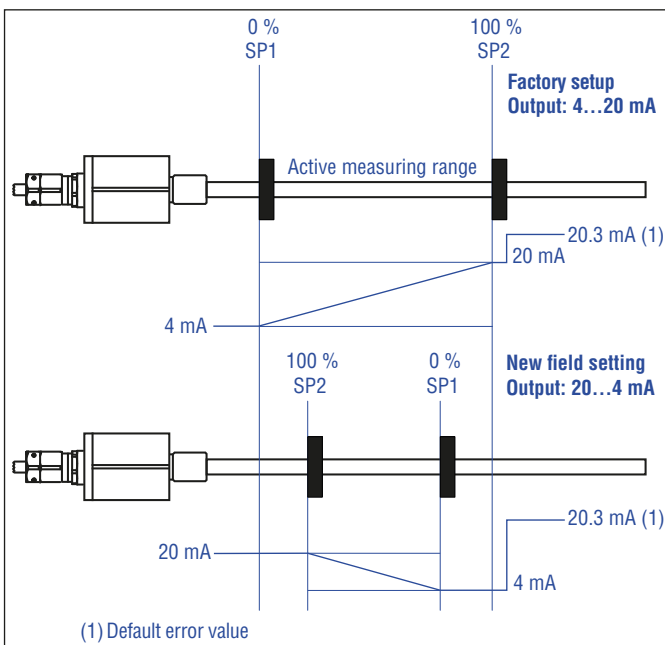 0 %
SP1
100 %
SP2
Factory setup
Output: 4...20 mA
Active measuring range
20.3 mA (1)
20 mA
4 mA
100 %
SP2
0 %
SP1
New field setting
Output: 20...4 mA
20.3 mA (1)
20 mA
4 mA
(1) Default error value